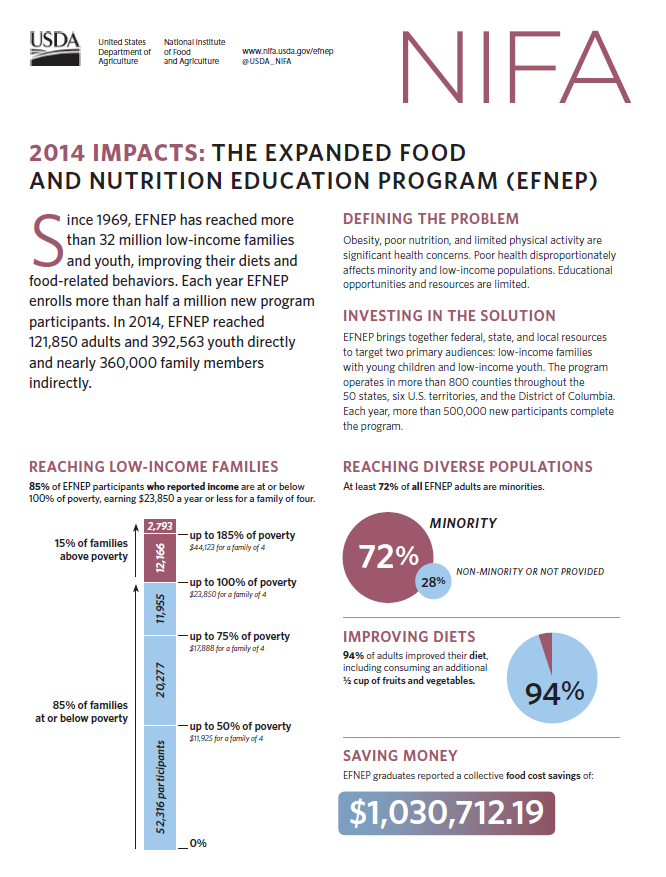 USDA
United States
Department of
Agriculture
National Institute
of Food
and Agriculture
www.nifa.usda.gov/efnep
@USDA_NIFA
NIFA
2014 IMPACTS: THE EXPANDED FOOD
AND NUTRITION EDUCATION PROGRAM (EFNEP)
Since 1969, EFNEP has reached more
than 32 million low-income families
and youth, improving their diets and
food-related behaviors. Each year EFNEP
enrolls more than half a million new program
participants. In 2014, EFNEP reached
121,850 adults and 392,563 youth directly
and nearly 360,000 family members
indirectly.
DEFINING THE PROBLEM
Obesity, poor nutrition, and limited physical activity are
significant health concerns. Poor health disproportionately
affects minority and low-income populations. Educational
opportunities and resources are limited.
INVESTING IN THE SOLUTION
EFNEP brings together federal, state, and local resources
to target two primary audiences: low-income families
with young children and low-income youth. The program
operates in more than 800 counties throughout the
50 states, six U.S. territories, and the District of Columbia.
Each year, more than 500,000 new participants complete
the program.
REACHING LOW-INCOME FAMILIES
85% of EFNEP participants who reported income are at or below
100% of poverty, earning $23,850 a year or less for a family of four.
15% of families
above poverty
85% of families
at or below poverty
2,793
12,166
11,955
20,277
52,316 participants
up to 185% of poverty
$44,123 for a family of 4
up to 100% of poverty
$23,850 for a family of 4
up to 75% of poverty
$17,888 for a family of 4
up to 50% of poverty
$11,925 for a family of 4
0%
REACHING DIVERSE POPULATIONS
At least 72% of all EFNEP adults are minorities.
MINORITY
72%
28%
NON-MINORITY OR NOT PROVIDED
IMPROVING DIETS
94% of adults improved their diet,
including consuming an additional
½ cup of fruits and vegetables.
94%
SAVING MONEY
EFNEP graduates reported a collective food cost savings of:
$1,030,712.19